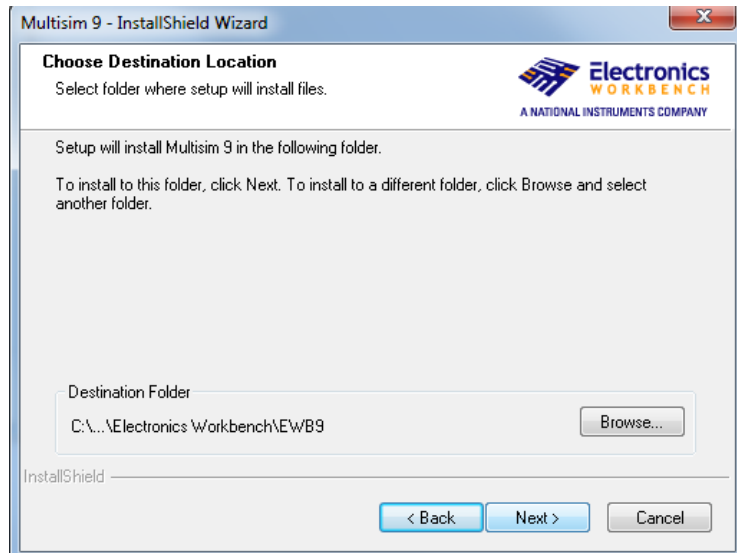 Multisim 9 - InstallShield Wizard
Choose Destination Location
Select folder where setup will install files.
Electronics
WORKBENCH
A NATIONAL INSTRUMENTS COMPANY
Setup will install Multisim 9 in the following folder.
To install to this folder, click Next. To install to a different folder, click Browse and select
another folder.
Destination Folder
C:\...\Electronics Workbench\EWB9
Browse...
InstallShield
< Back
Next >
Cancel